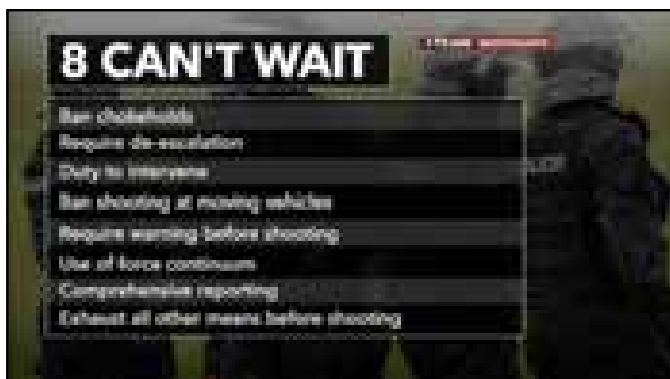 8 CAN'T WAIT
Ban chokeholds
Require de-escalation
Duty to intervene
Ban shooting at moving vehicles
Require warning before shooting
Use of force continuum
Comprehensive reporting
Exhaust all other means before shooting